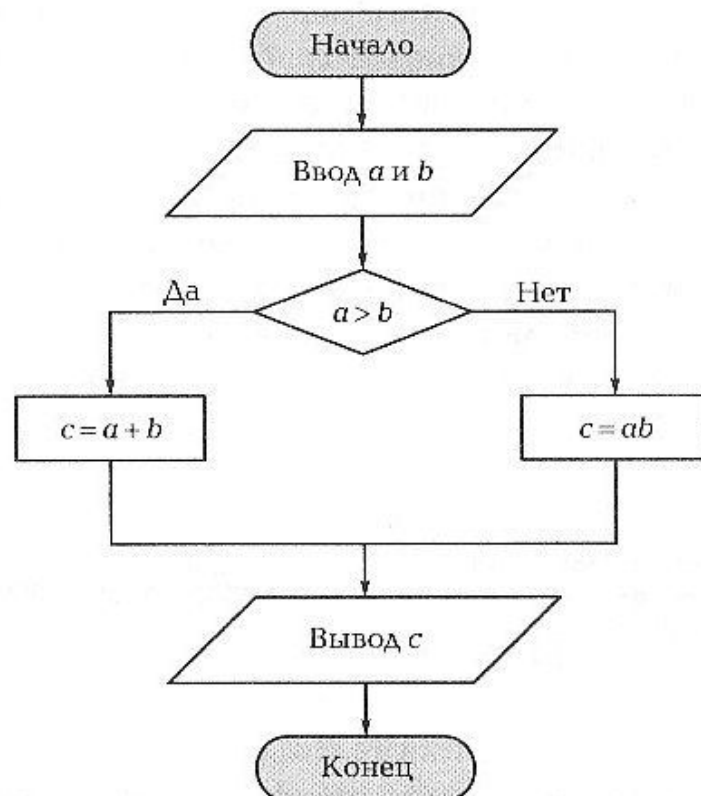 Начало
Ввод a и b
Да
a > b
Нет
c = a + b
c = ab
Вывод c
Конец